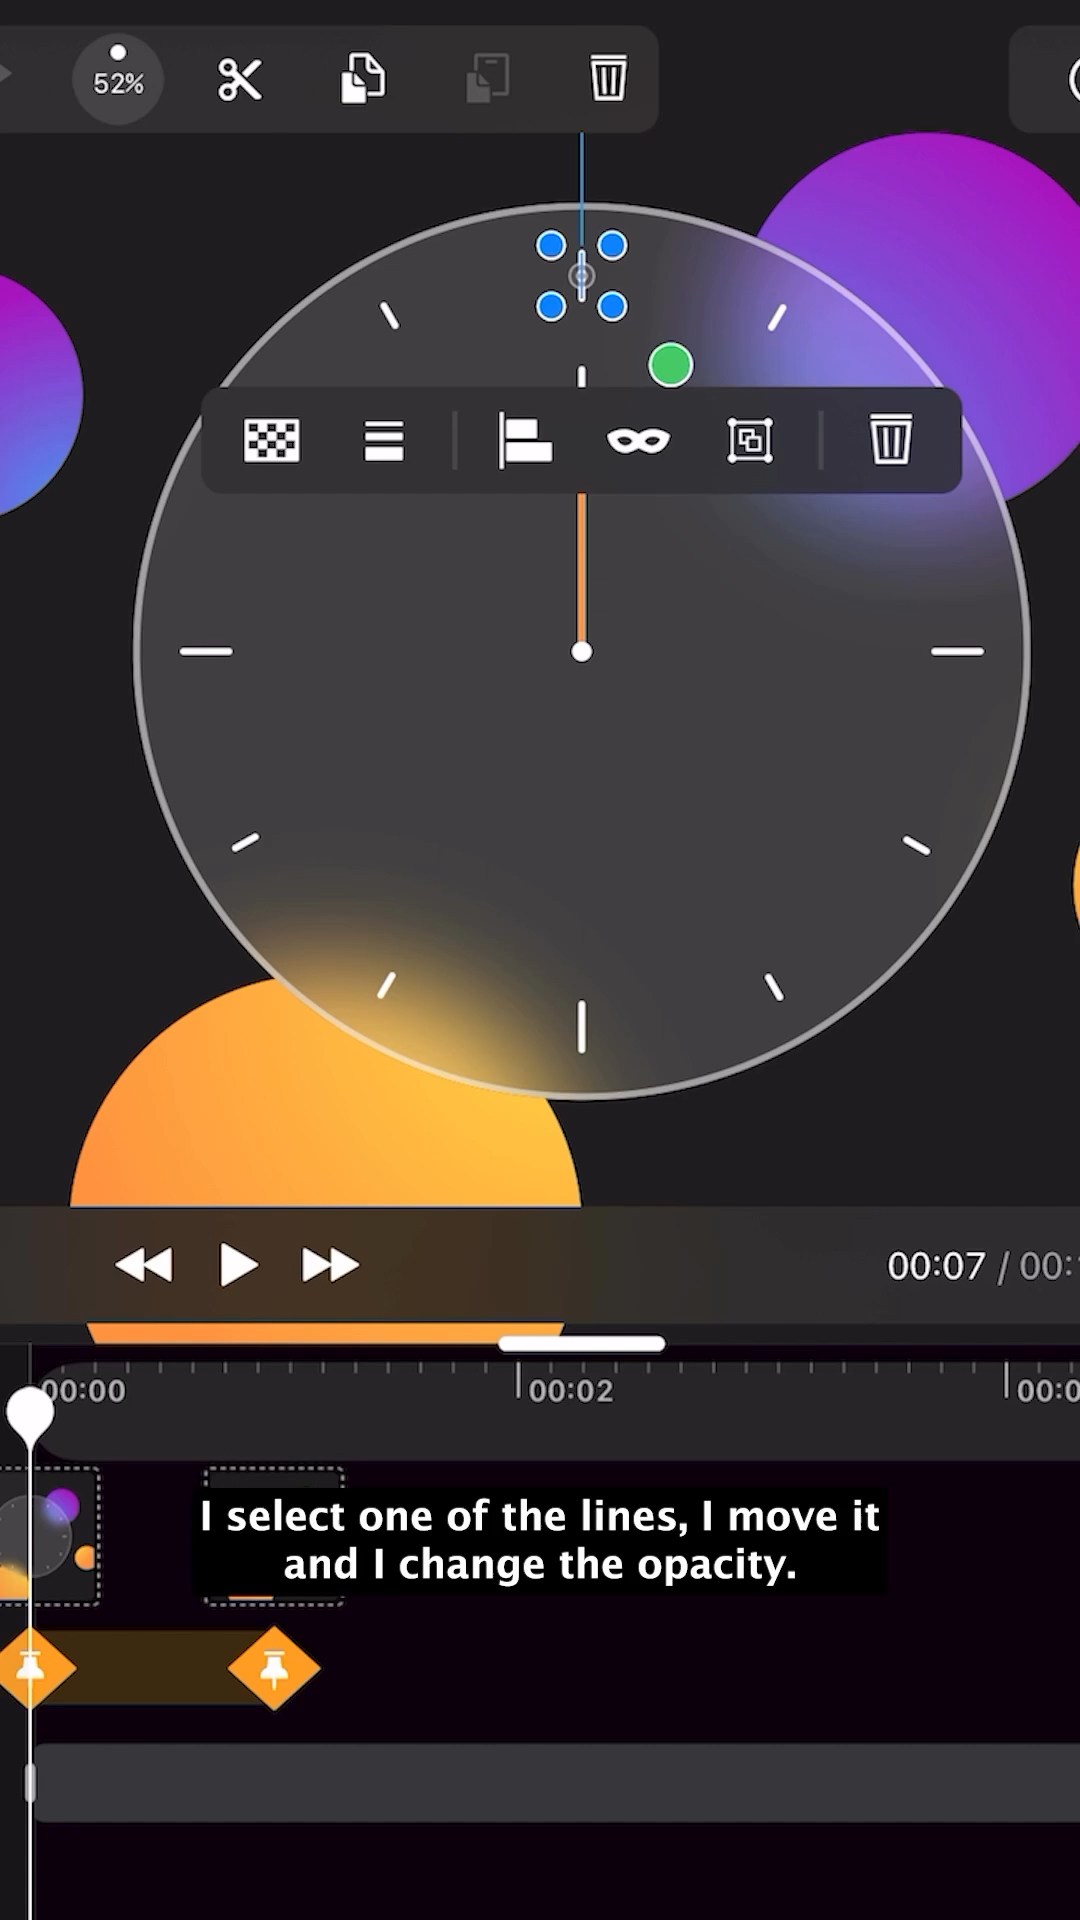 52%
00:07 / 00:
00:00
00:02
00:0
I select one of the lines, I move it
and I change the opacity.